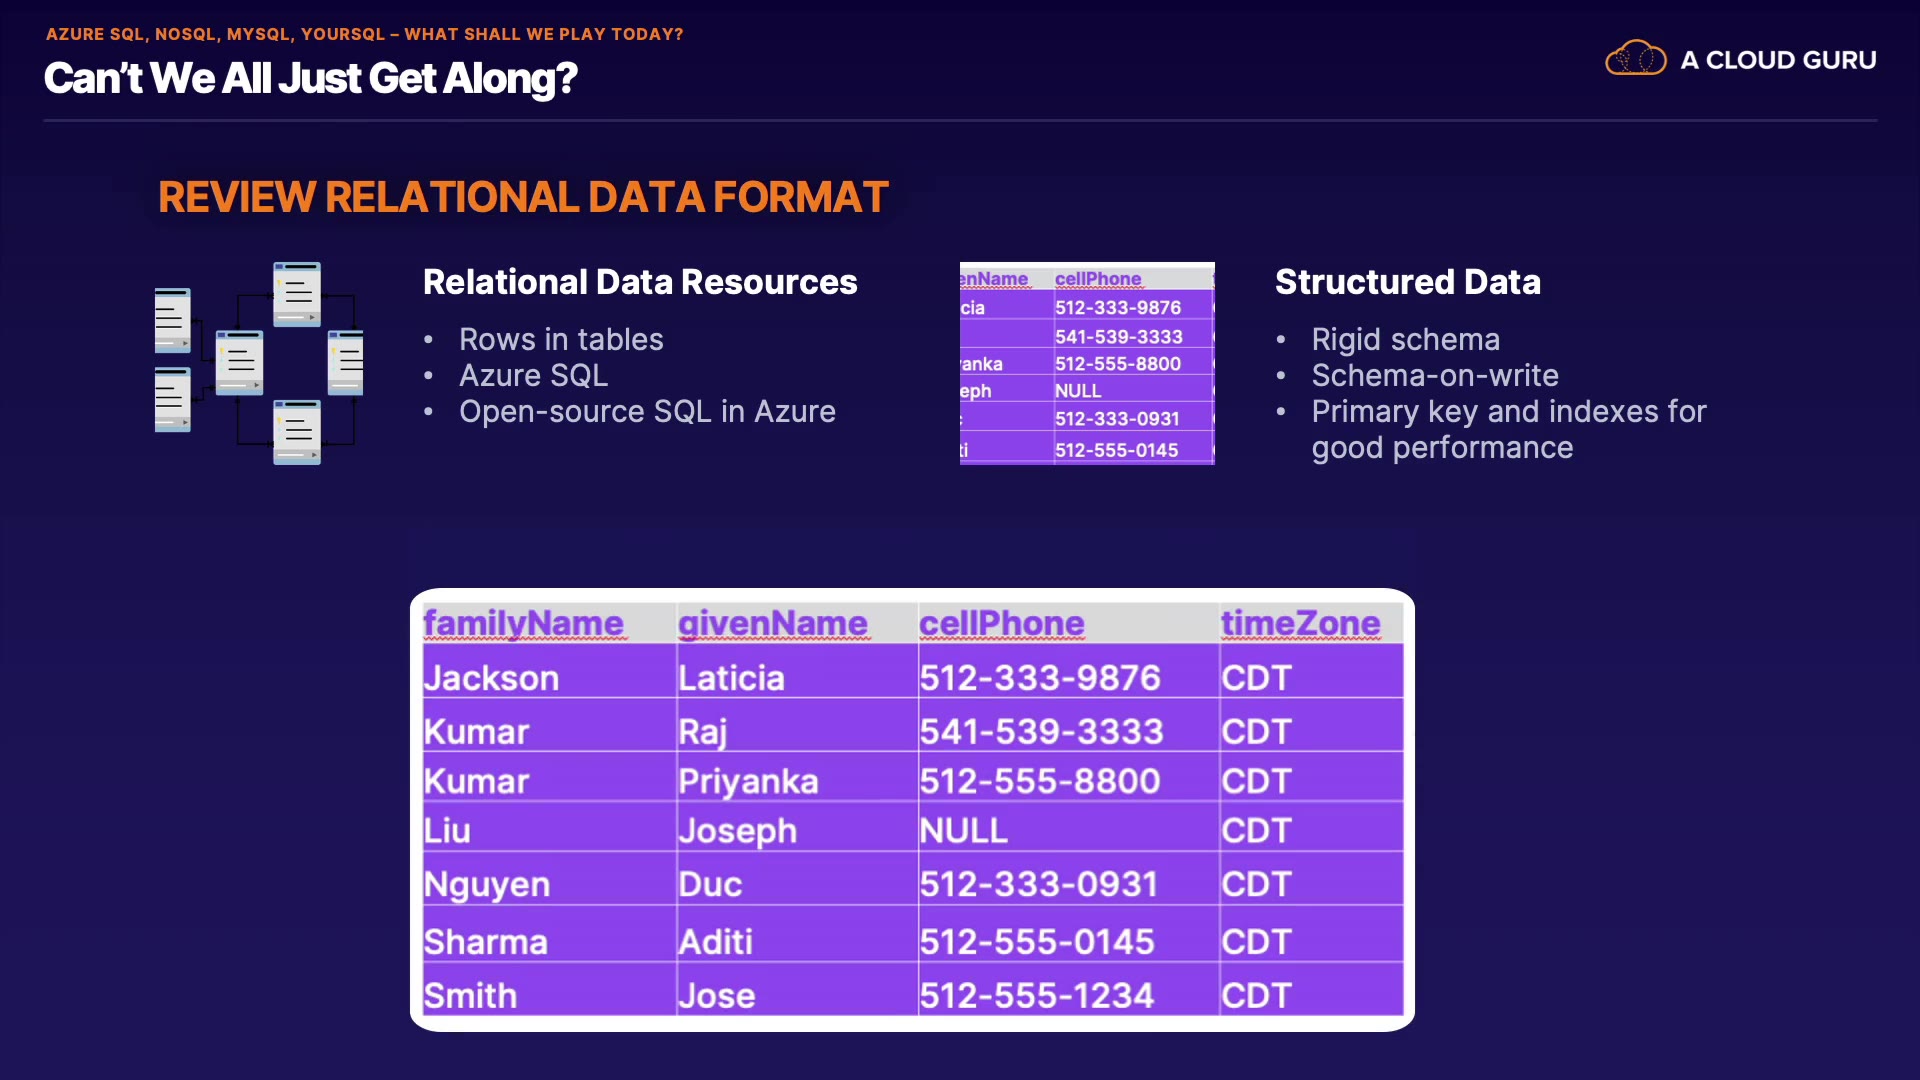 AZURE SQL, NOSQL, MYSQL, YOURSQL – WHAT SHALL WE PLAY TODAY?
Can't We All Just Get Along?
A CLOUD GURU
REVIEW RELATIONAL DATA FORMAT
Relational Data Resources
• Rows in tables
• Azure SQL
• Open-source SQL in Azure
enName cellPhone
cia 512-333-9876
541-539-3333
yanka 512-555-8800
eph NULL
512-333-0931
ti 512-555-0145
Structured Data
• Rigid schema
• Schema-on-write
• Primary key and indexes for
good performance
familyName givenName cellPhone timeZone
Jackson Laticia 512-333-9876 CDT
Kumar Raj 541-539-3333 CDT
Kumar Priyanka 512-555-8800 CDT
Liu Joseph NULL CDT
Nguyen Duc 512-333-0931 CDT
Sharma Aditi 512-555-0145 CDT
Smith Jose 512-555-1234 CDT